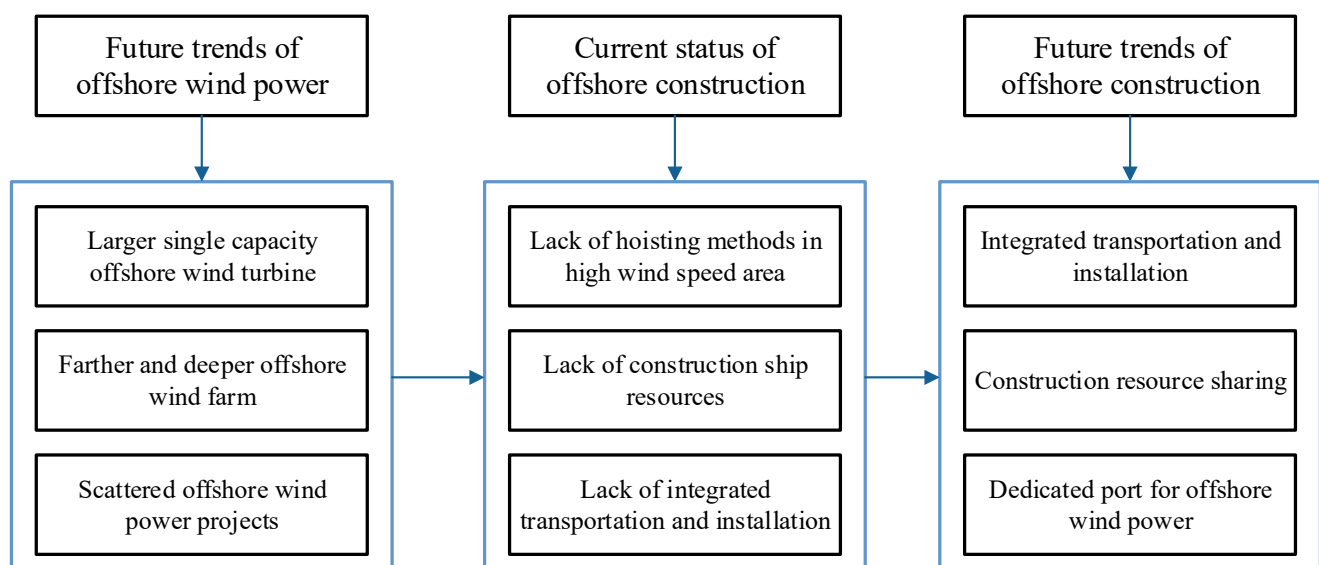 Future trends of
offshore wind power
Larger single capacity
offshore wind turbine
Farther and deeper offshore
wind farm
Scattered offshore wind
power projects
Current status of
offshore construction
Lack of hoisting methods in
high wind speed area
Lack of construction ship
resources
Lack of integrated
transportation and installation
Future trends of
offshore construction
Integrated transportation and
installation
Construction resource sharing
Dedicated port for offshore
wind power